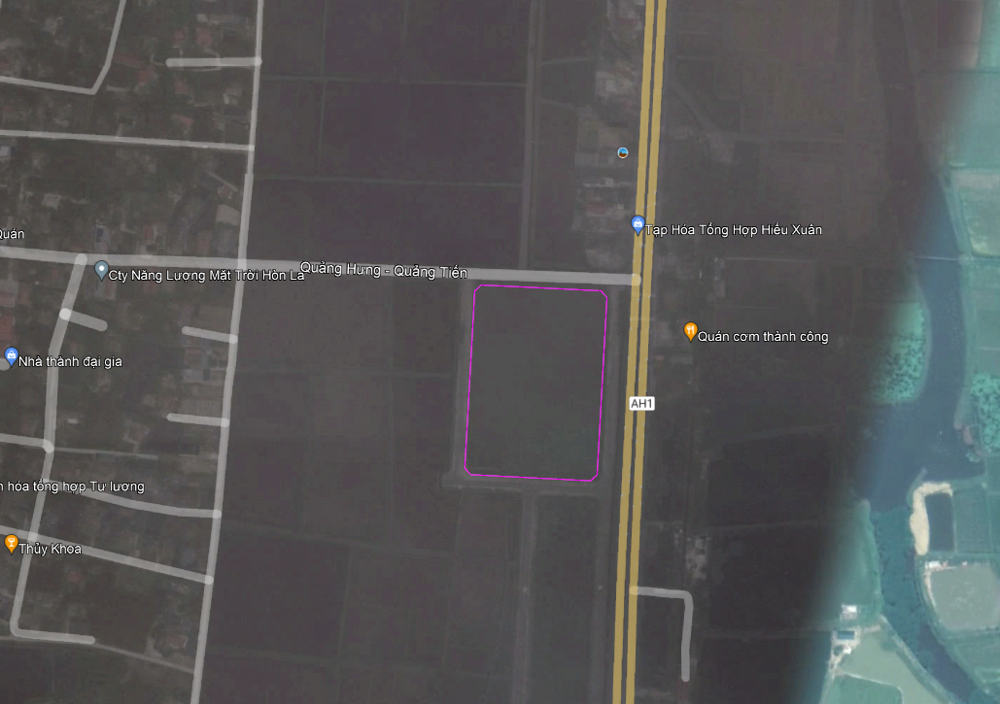 Tạp Hóa Tổng Hợp Hiếu Xuân
Quán
Quảng Hưng - Quảng Tiến
Cty Năng Lượng Mặt Trời Hòn La
Quán cơm thành công
Nhà thành đại gia
AH1
n hóa tổng hợp Tư lương
Thủy Khoa